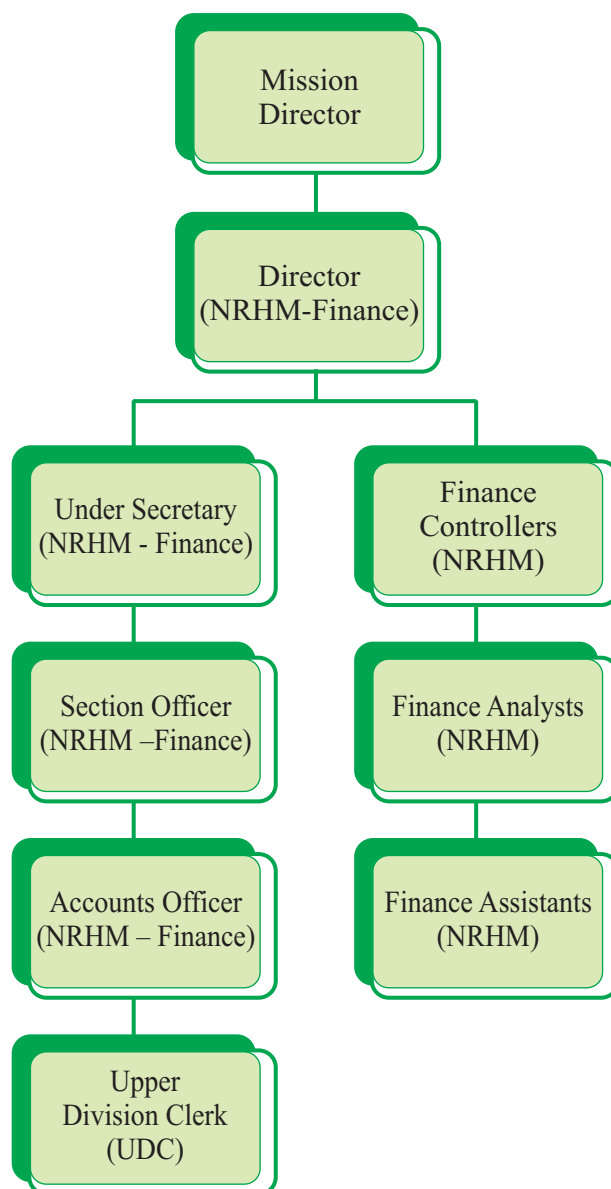 Mission
Director
Director
(NRHM-Finance)
Under Secretary
(NRHM - Finance)
Finance
Controllers
(NRHM)
Section Officer
(NRHM –Finance)
Finance Analysts
(NRHM)
Accounts Officer
(NRHM – Finance)
Finance Assistants
(NRHM)
Upper
Division Clerk
(UDC)